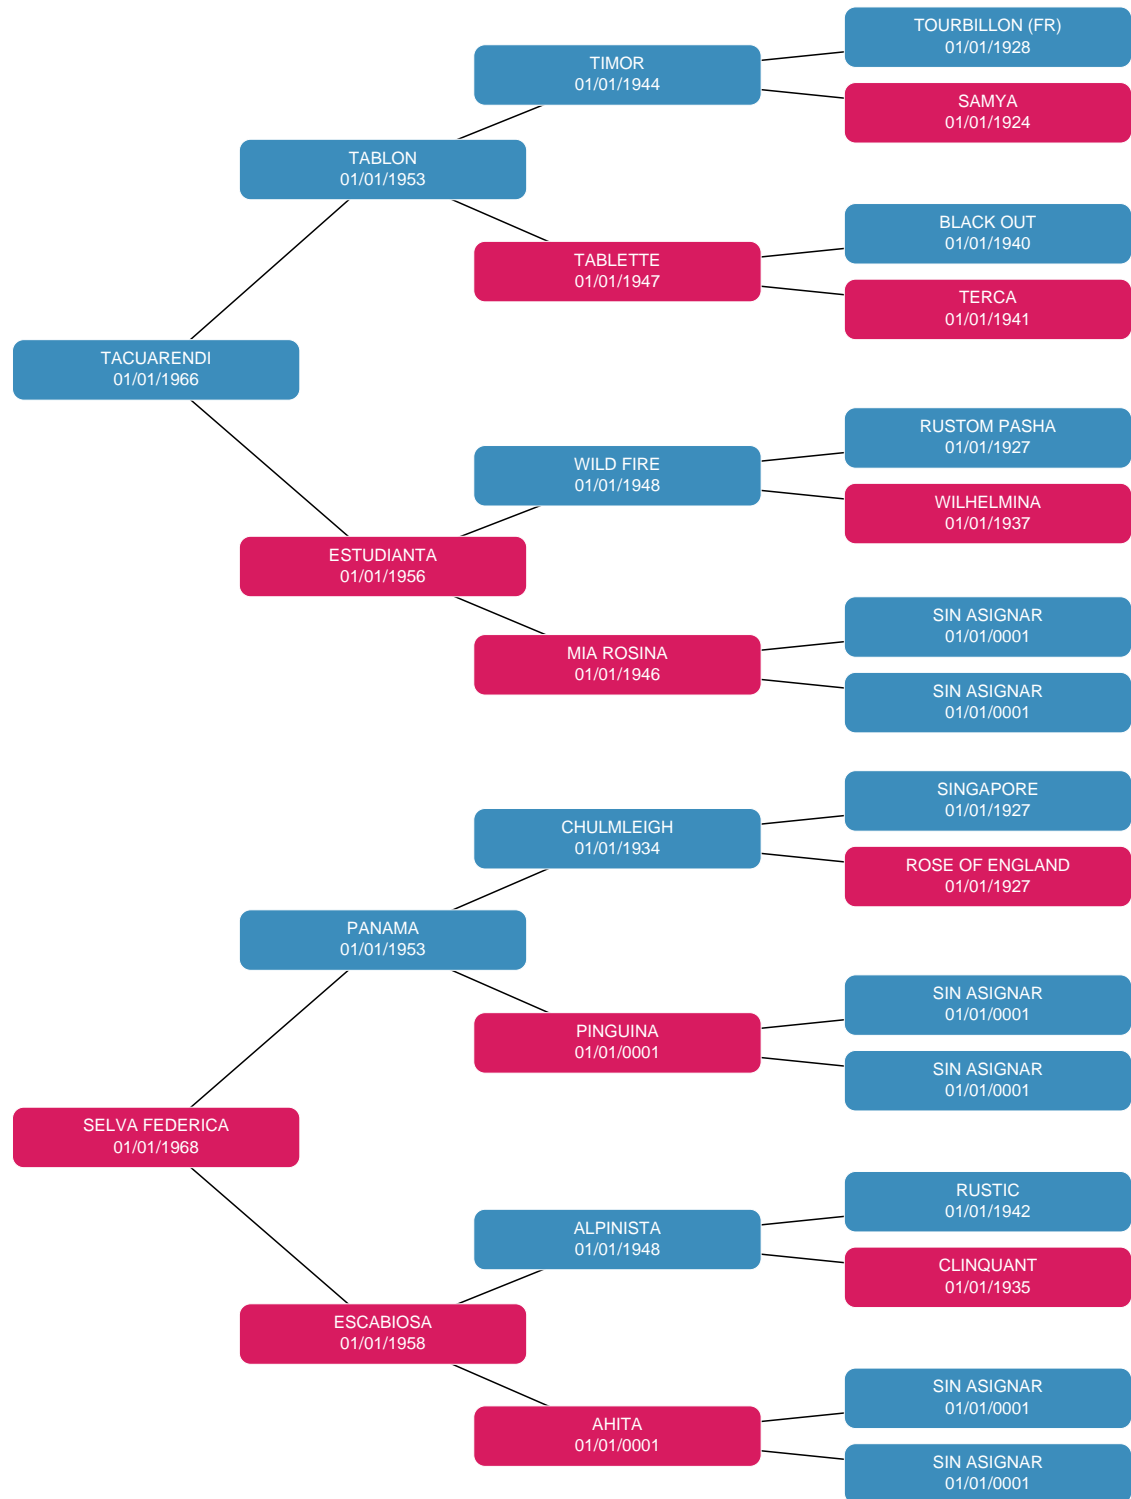 TOURBILLON (FR)
01/01/1928
TIMOR
01/01/1944
SAMYA
01/01/1924
TABLON
01/01/1953
BLACK OUT
01/01/1940
TABLETTE
01/01/1947
TERCA
01/01/1941
TACUARENDI
01/01/1966
RUSTOM PASHA
01/01/1927
WILD FIRE
01/01/1948
WILHELMINA
01/01/1937
ESTUDIANTA
01/01/1956
SIN ASIGNAR
01/01/0001
MIA ROSINA
01/01/1946
SIN ASIGNAR
01/01/0001
SINGAPORE
01/01/1927
CHULMLEIGH
01/01/1934
ROSE OF ENGLAND
01/01/1927
PANAMA
01/01/1953
SIN ASIGNAR
01/01/0001
PINGUINA
01/01/0001
SIN ASIGNAR
01/01/0001
SELVA FEDERICA
01/01/1968
RUSTIC
01/01/1942
ALPINISTA
01/01/1948
CLINQUANT
01/01/1935
ESCABIOSA
01/01/1958
SIN ASIGNAR
01/01/0001
AHITA
01/01/0001
SIN ASIGNAR
01/01/0001